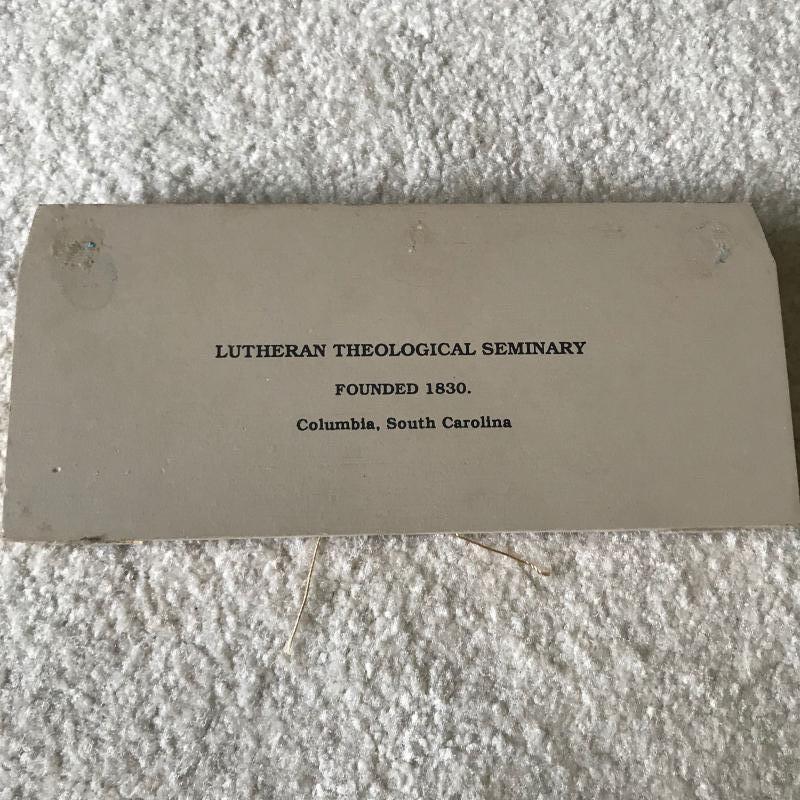 LUTHERAN THEOLOGICAL SEMINARY
FOUNDED 1830.
Columbia, South Carolina